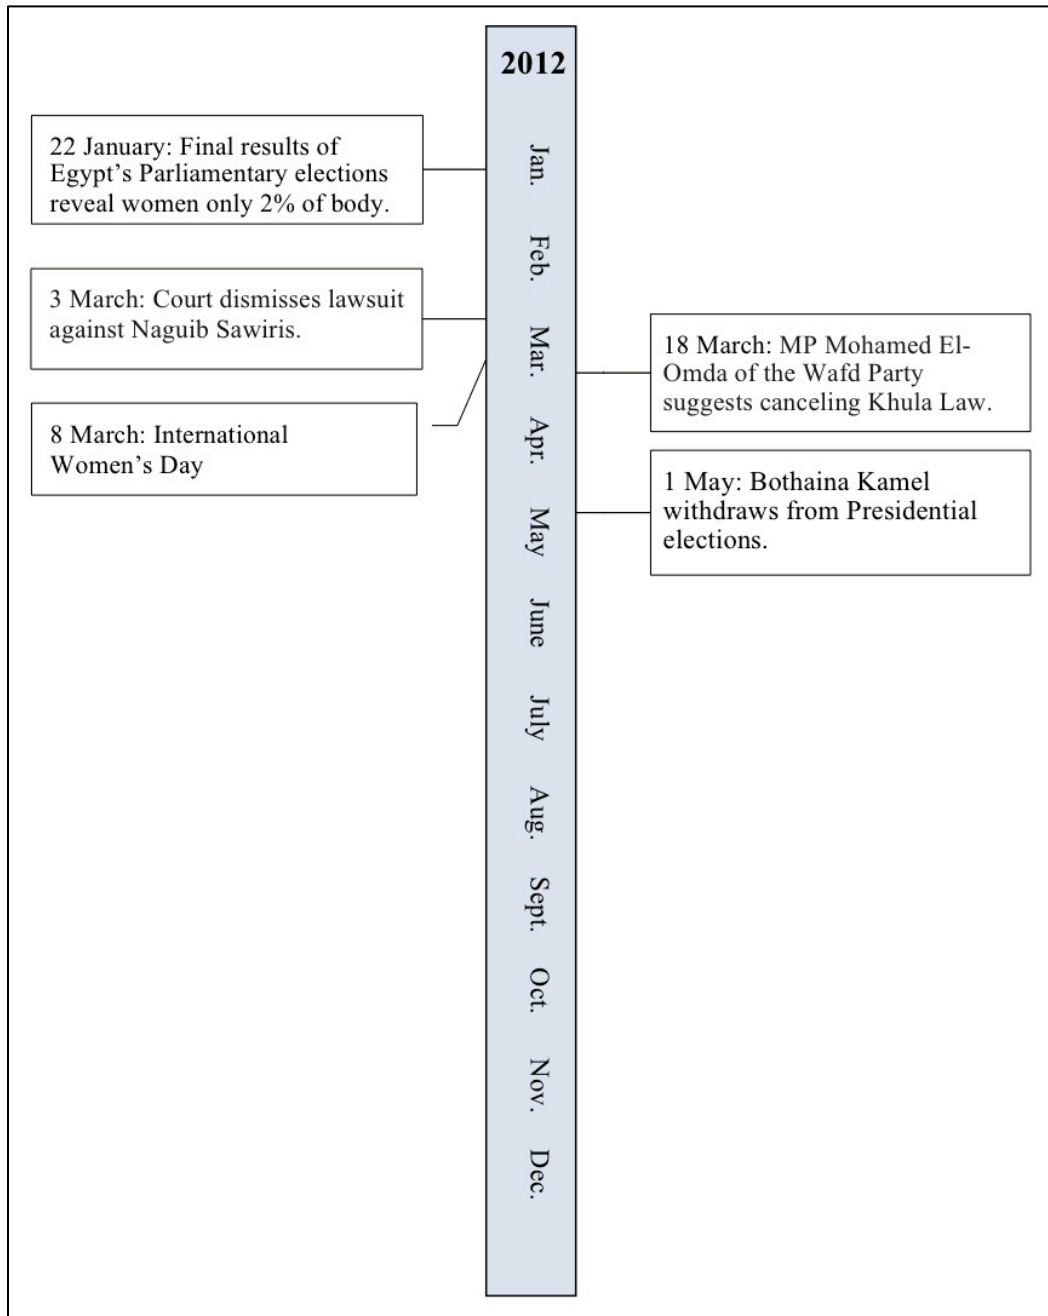 2012
22 January: Final results of
Egypt’s Parliamentary elections
reveal women only 2% of body.
3 March: Court dismisses lawsuit
against Naguib Sawiris.
8 March: International
Women’s Day
18 March: MP Mohamed El-
Omda of the Wafd Party
suggests canceling Khula Law.
1 May: Bothaina Kamel
withdraws from Presidential
elections.
Jan.
Feb.
Mar.
Apr.
May
June
July
Aug.
Sept.
Oct.
Nov.
Dec.